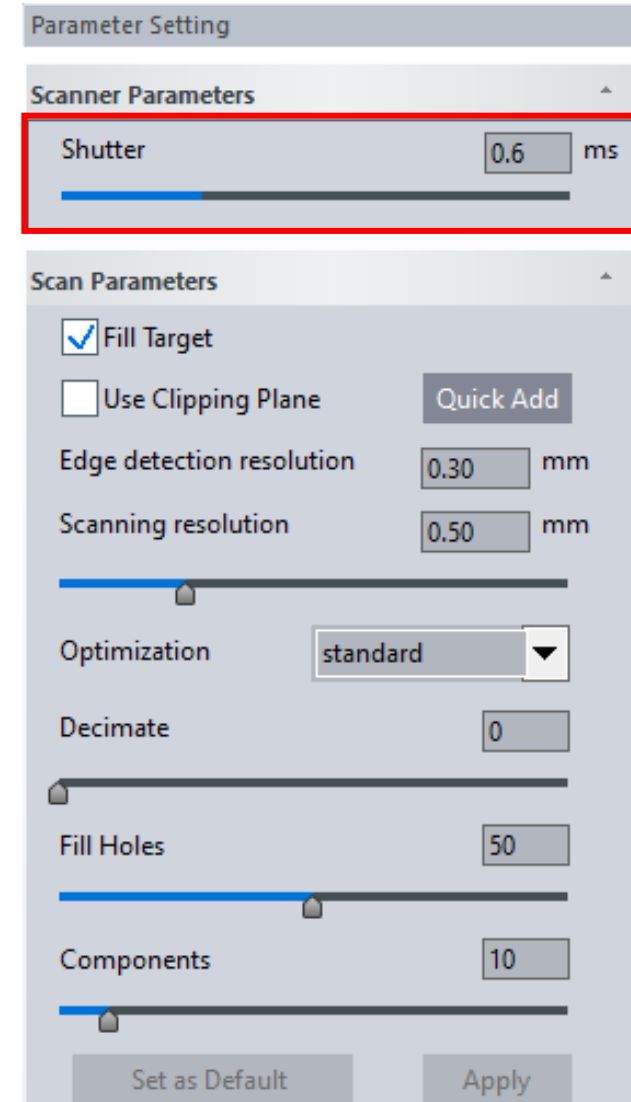 Parameter Setting
Scanner Parameters
Shutter 0.6 ms
Scan Parameters
Fill Target
Use Clipping Plane Quick Add
Edge detection resolution 0.30 mm
Scanning resolution 0.50 mm
Optimization standard
Decimate 0
Fill Holes 50
Components 10
Set as Default Apply